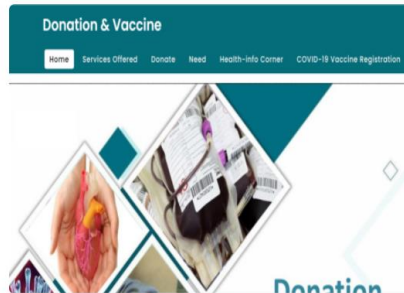 Donation & Vaccine
Home Services Offered Donate Need Health-info Corner COVID-19 Vaccine Registration
Donation